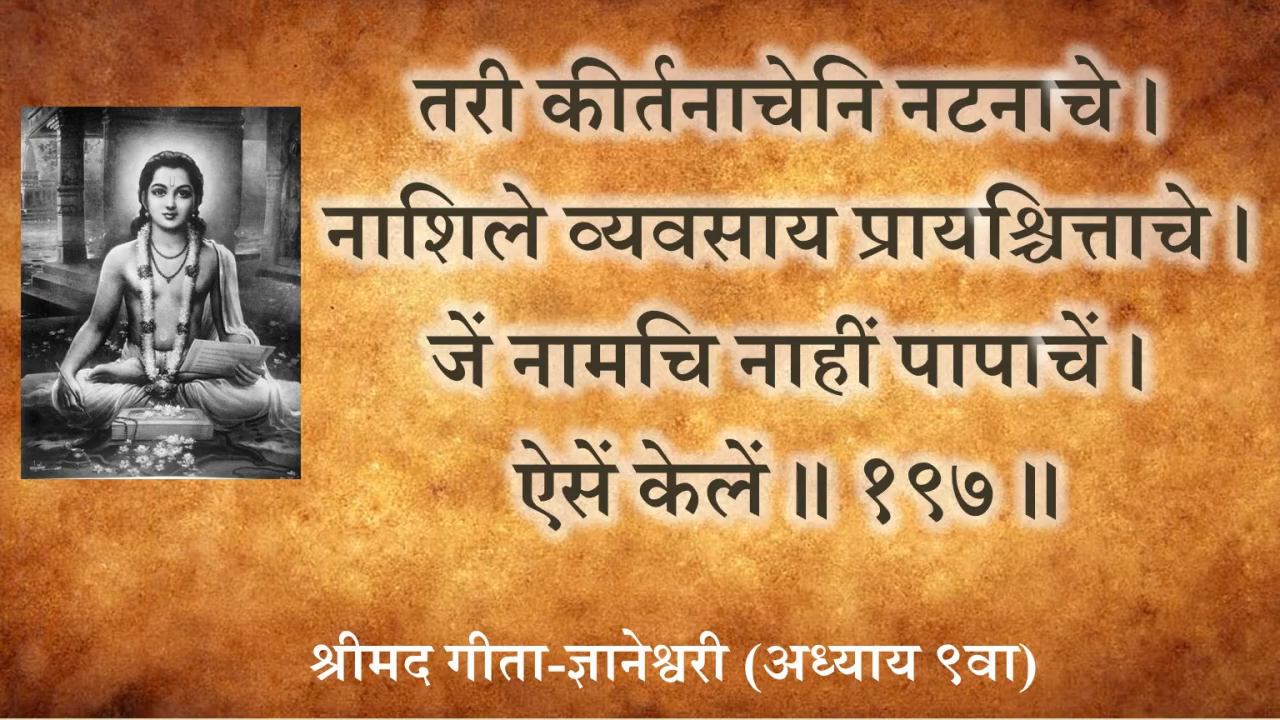 तरी कीर्तनाचेनि नटनाचे ।
नाशिले व्यवसाय प्रायश्चित्ताचे ।
जें नामचि नाहीं पापाचें ।
ऐसें केलें ॥ १९७ ॥
श्रीमद गीता-ज्ञानेश्वरी (अध्याय ९वा)